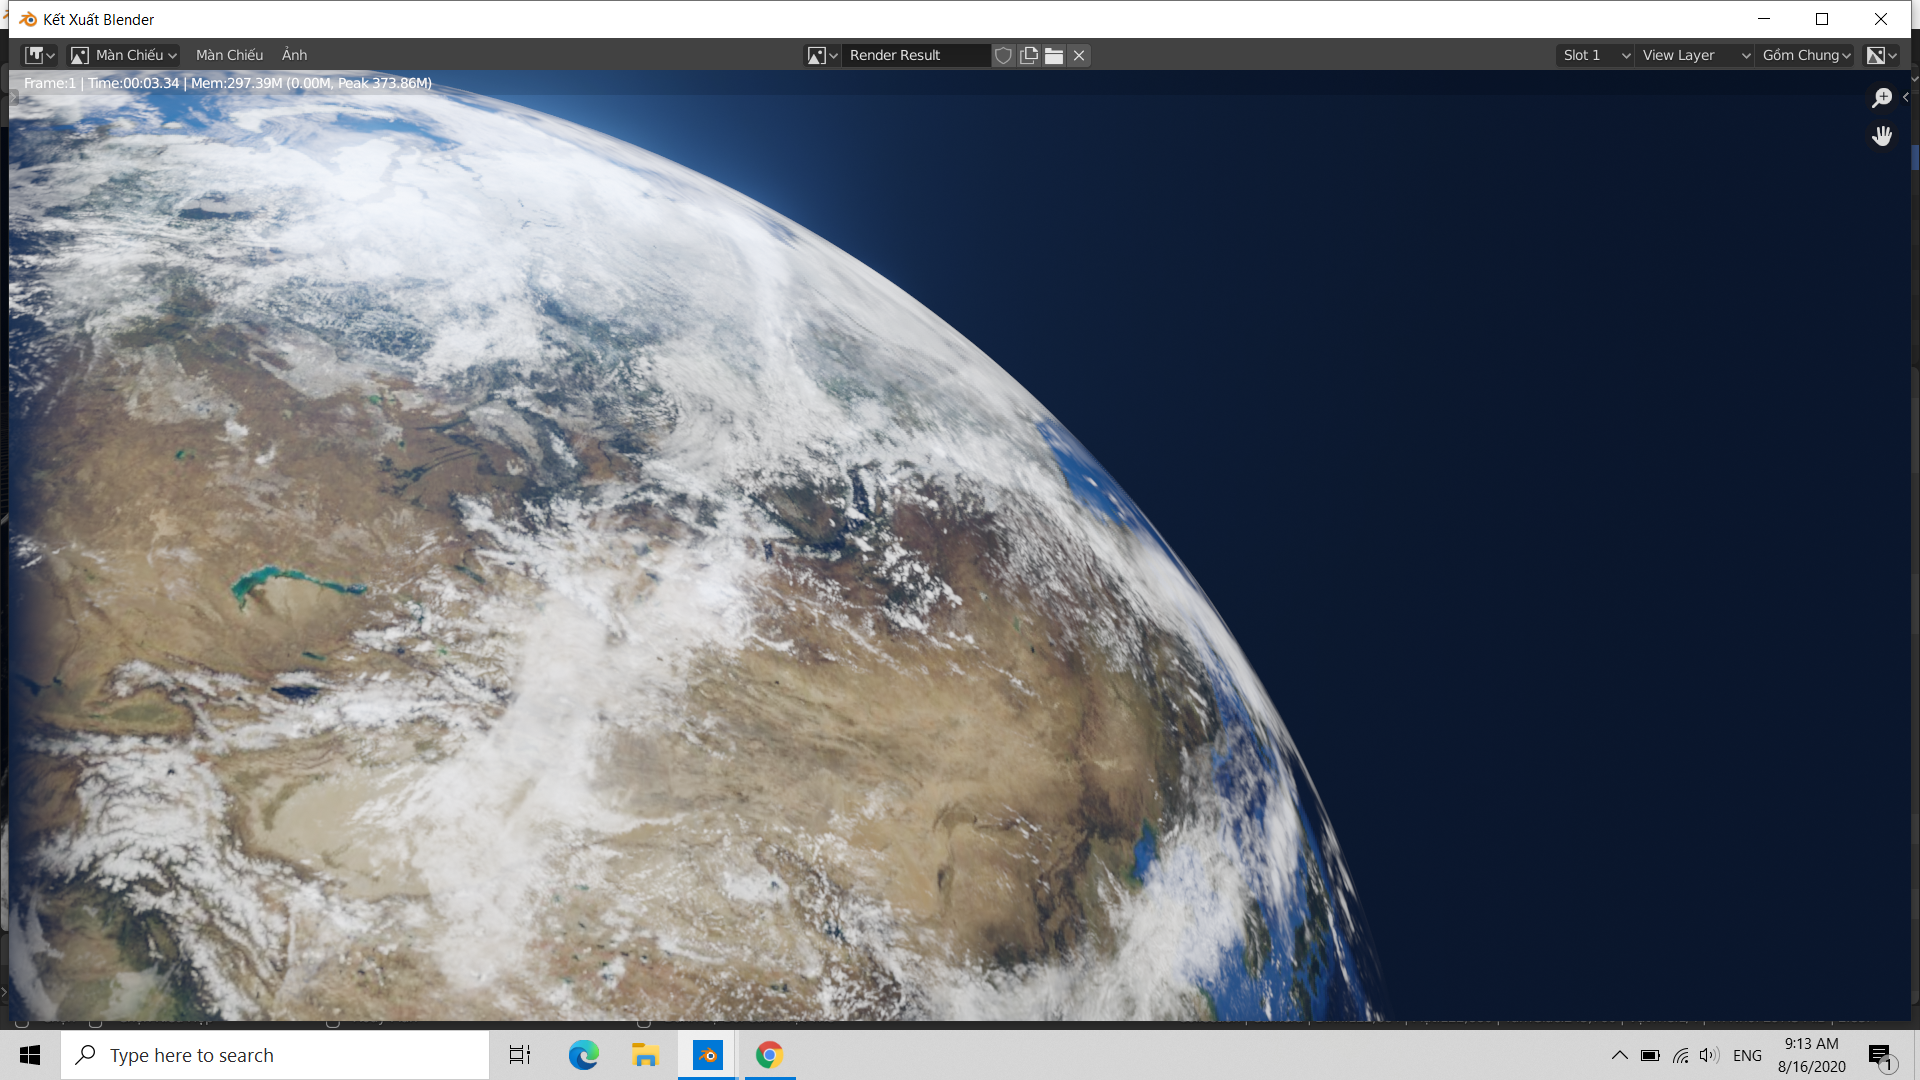 Kết Xuất Blender
Màn Chiếu Màn Chiếu Ảnh Render Result Slot 1 View Layer Gồm Chung
Frame:1 | Time:00:03.34 | Mem:297.39M (0.00M, Peak 373.86M)
Type here to search
ENG
9:13 AM
8/16/2020
1